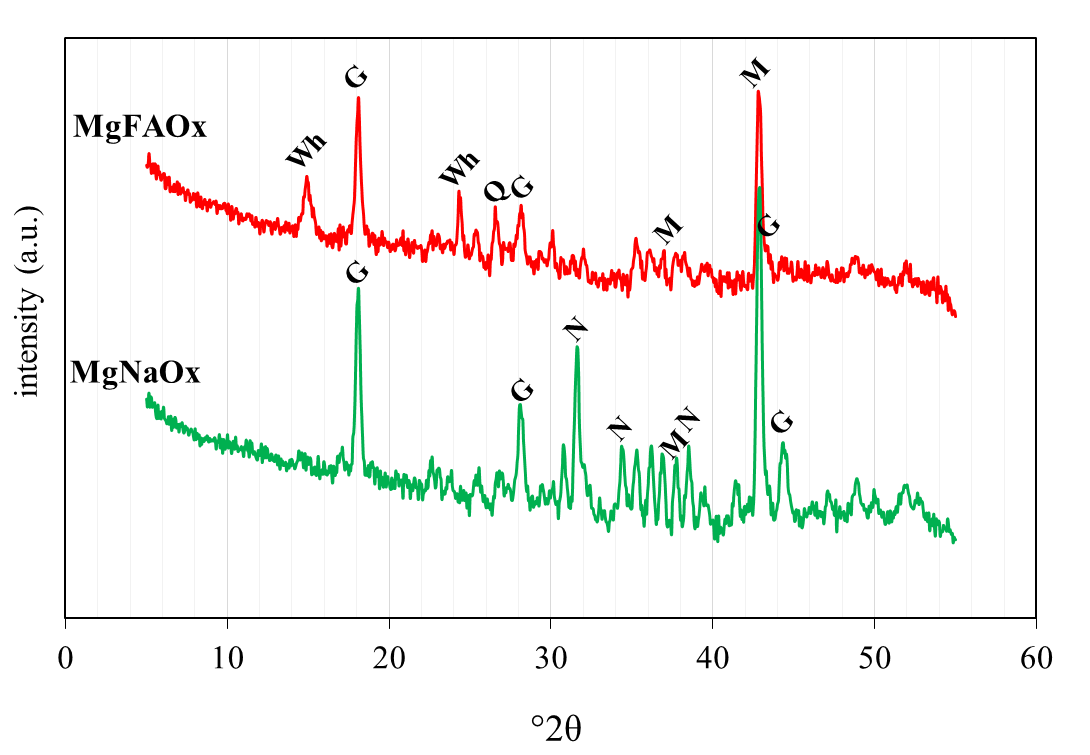 M
G
MgFAOx
Wh
Wh
Q
G
M
G
G
N
MgNaOx
G
N
M
N
G
intensity (a.u.)
0
10
20
30
40
50
60
°2θ